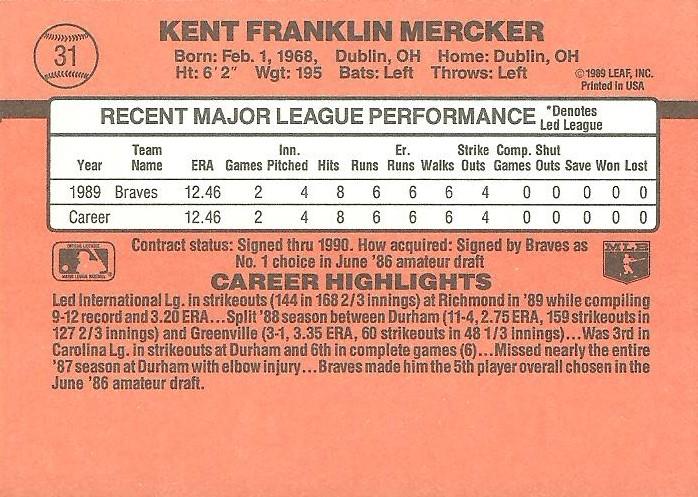 31
KENT FRANKLIN MERCKER
Born: Feb. 1, 1968, Dublin, OH Home: Dublin, OH
Ht: 6'2" Wgt: 195 Bats: Left Throws: Left
©1989 LEAF, INC.
Printed in USA
RECENT MAJOR LEAGUE PERFORMANCE
*Denotes
Led League
Year Team Name ERA Games Inn. Pitched Hits Runs Er. Runs Walks Strike Outs Comp. Games Shut Outs Save Won Lost
1989 Braves 12.46 2 4 8 6 6 6 4 0 0 0 0 0
Career 12.46 2 4 8 6 6 6 4 0 0 0 0 0
Contract status: Signed thru 1990. How acquired: Signed by Braves as
No. 1 choice in June '86 amateur draft
MLB
CAREER HIGHLIGHTS
Led International Lg. in strikeouts (144 in 168 2/3 innings) at Richmond in '89 while compiling
9-12 record and 3.20 ERA...Split '88 season between Durham (11-4, 2.75 ERA, 159 strikeouts in
127 2/3 innings) and Greenville (3-1, 3.35 ERA, 60 strikeouts in 48 1/3 innings)...Was 3rd in
Carolina Lg. in strikeouts at Durham and 6th in complete games (6)...Missed nearly the entire
'87 season at Durham with elbow injury...Braves made him the 5th player overall chosen in the
June '86 amateur draft.